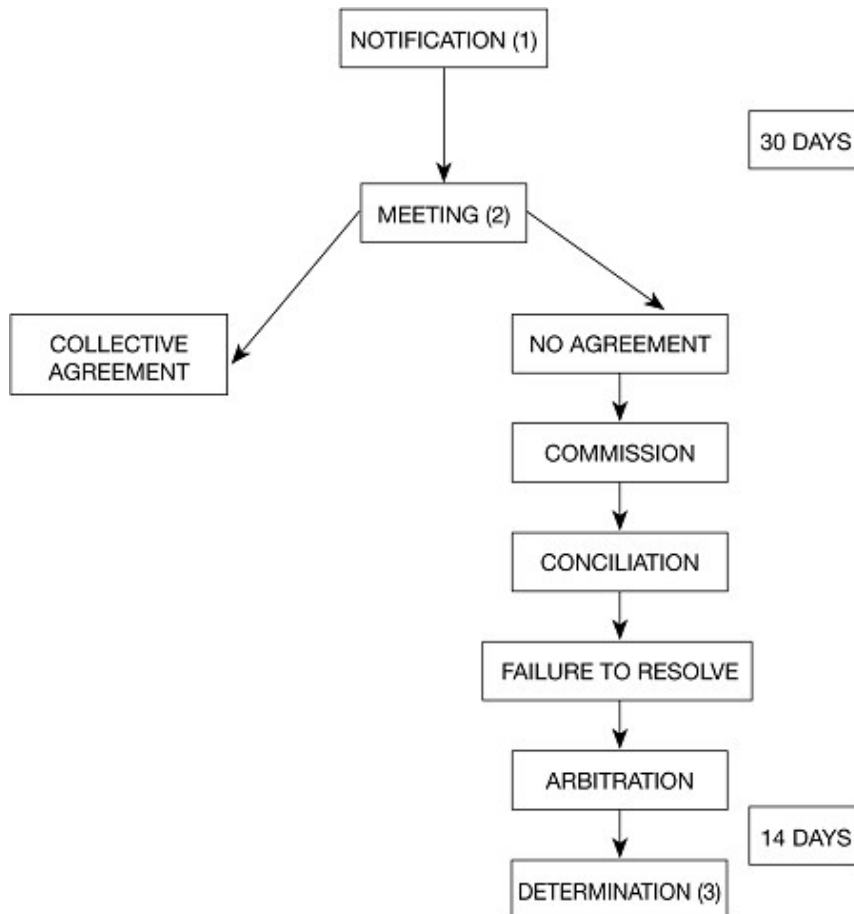 NOTIFICATION (1)
30 DAYS
MEETING (2)
COLLECTIVE
AGREEMENT
NO AGREEMENT
COMMISSION
CONCILIATION
FAILURE TO RESOLVE
ARBITRATION
14 DAYS
DETERMINATION (3)